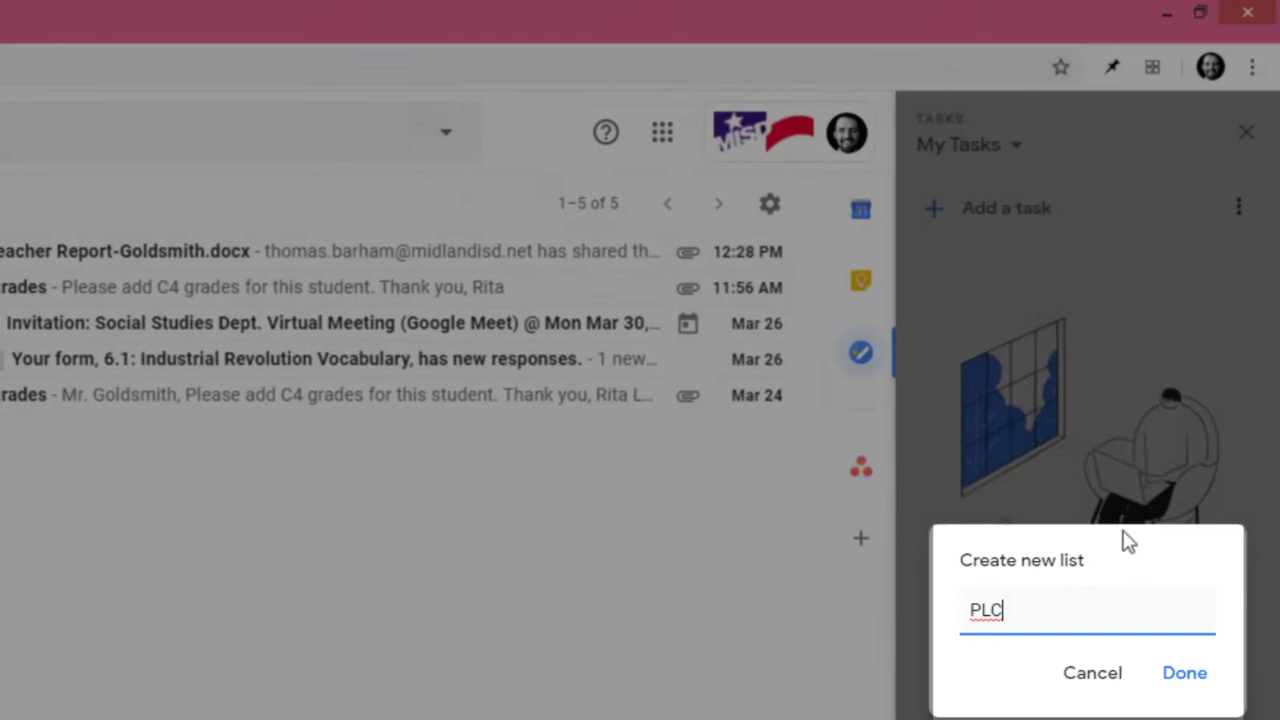 MISD
TASKS
My Tasks
Add a task
1–5 of 5
eacher Report-Goldsmith.docx - thomas.barham@midlandisd.net has shared th… 12:28 PM
rades - Please add C4 grades for this student. Thank you, Rita 11:56 AM
Invitation: Social Studies Dept. Virtual Meeting (Google Meet) @ Mon Mar 30,… Mar 26
Your form, 6.1: Industrial Revolution Vocabulary, has new responses. - 1 new… Mar 26
rades - Mr. Goldsmith, Please add C4 grades for this student. Thank you, Rita L… Mar 24
31
Create new list
PLC
Cancel Done